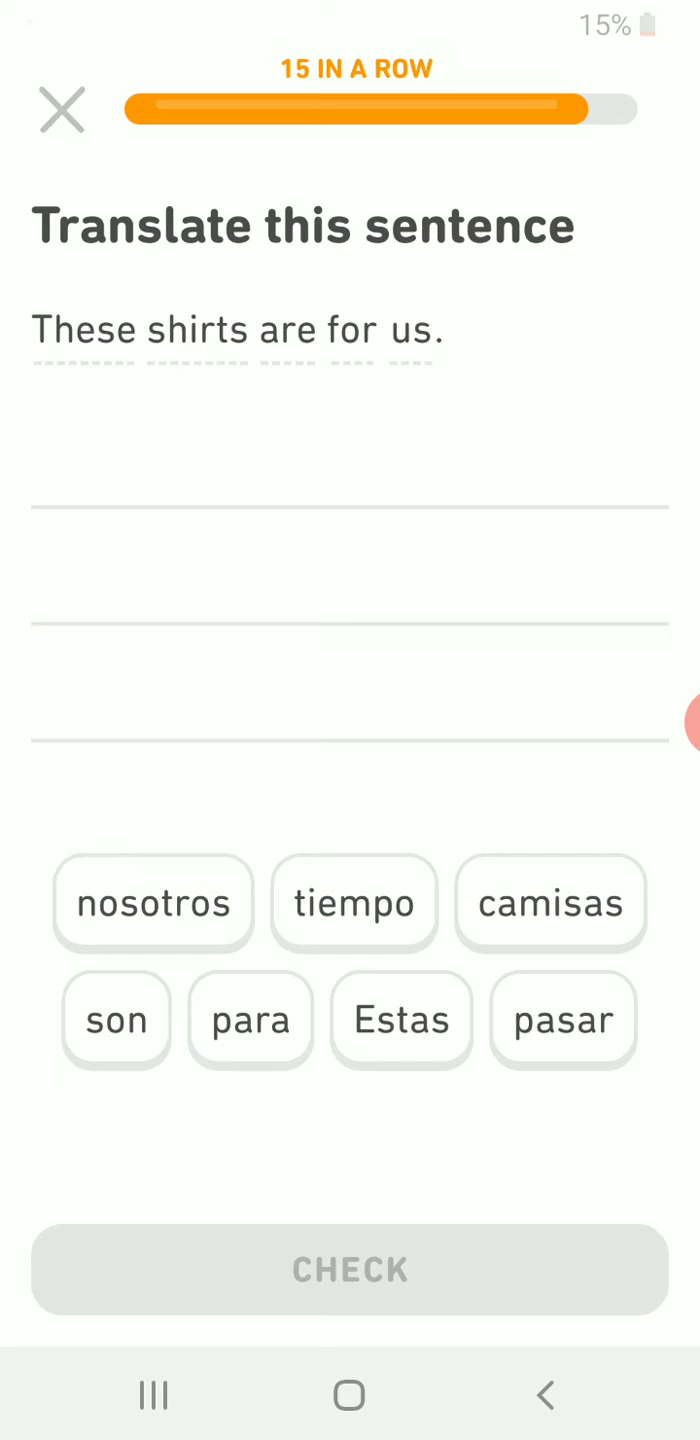 15%
15 IN A ROW
Translate this sentence
These shirts are for us.
nosotros tiempo camisas
son para Estas pasar
CHECK